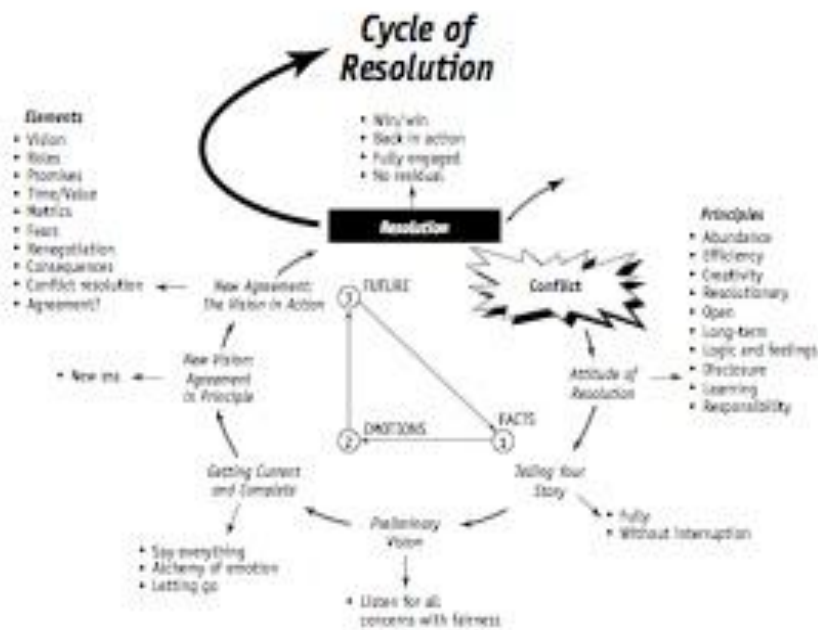 Cycle of
Resolution
Elements
• Vision
• Roles
• Promises
• Time/Value
• Metrics
• Fears
• Renegotiation
• Consequences
• Conflict resolution
• Agreement?
• Win/win
• Back in action
• Fully engaged
• No residual
Resolution
Conflict
Principles
• Abundance
• Efficiency
• Creativity
• Resolutionary
• Open
• Long-term
• Logic and feelings
• Disclosure
• Learning
• Responsibility
Attitude of
Resolution
Telling Your
Story
• Fully
• Without interruption
Preliminary
Vision
• Listen for all
concerns with fairness
Getting Current
and Complete
• Say everything
• Alchemy of emotion
• Letting go
New Vision:
Agreement
in Principle
• New era
New Agreement:
The Vision in Action
3 FUTURE
2 EMOTIONS
1 FACTS